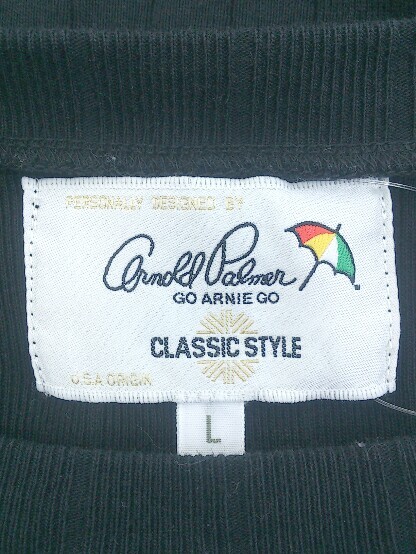 PERSONALLY DESIGNED BY
Arnold Palmer
GO ARNIE GO
CLASSIC STYLE
U.S.A ORIGIN
L